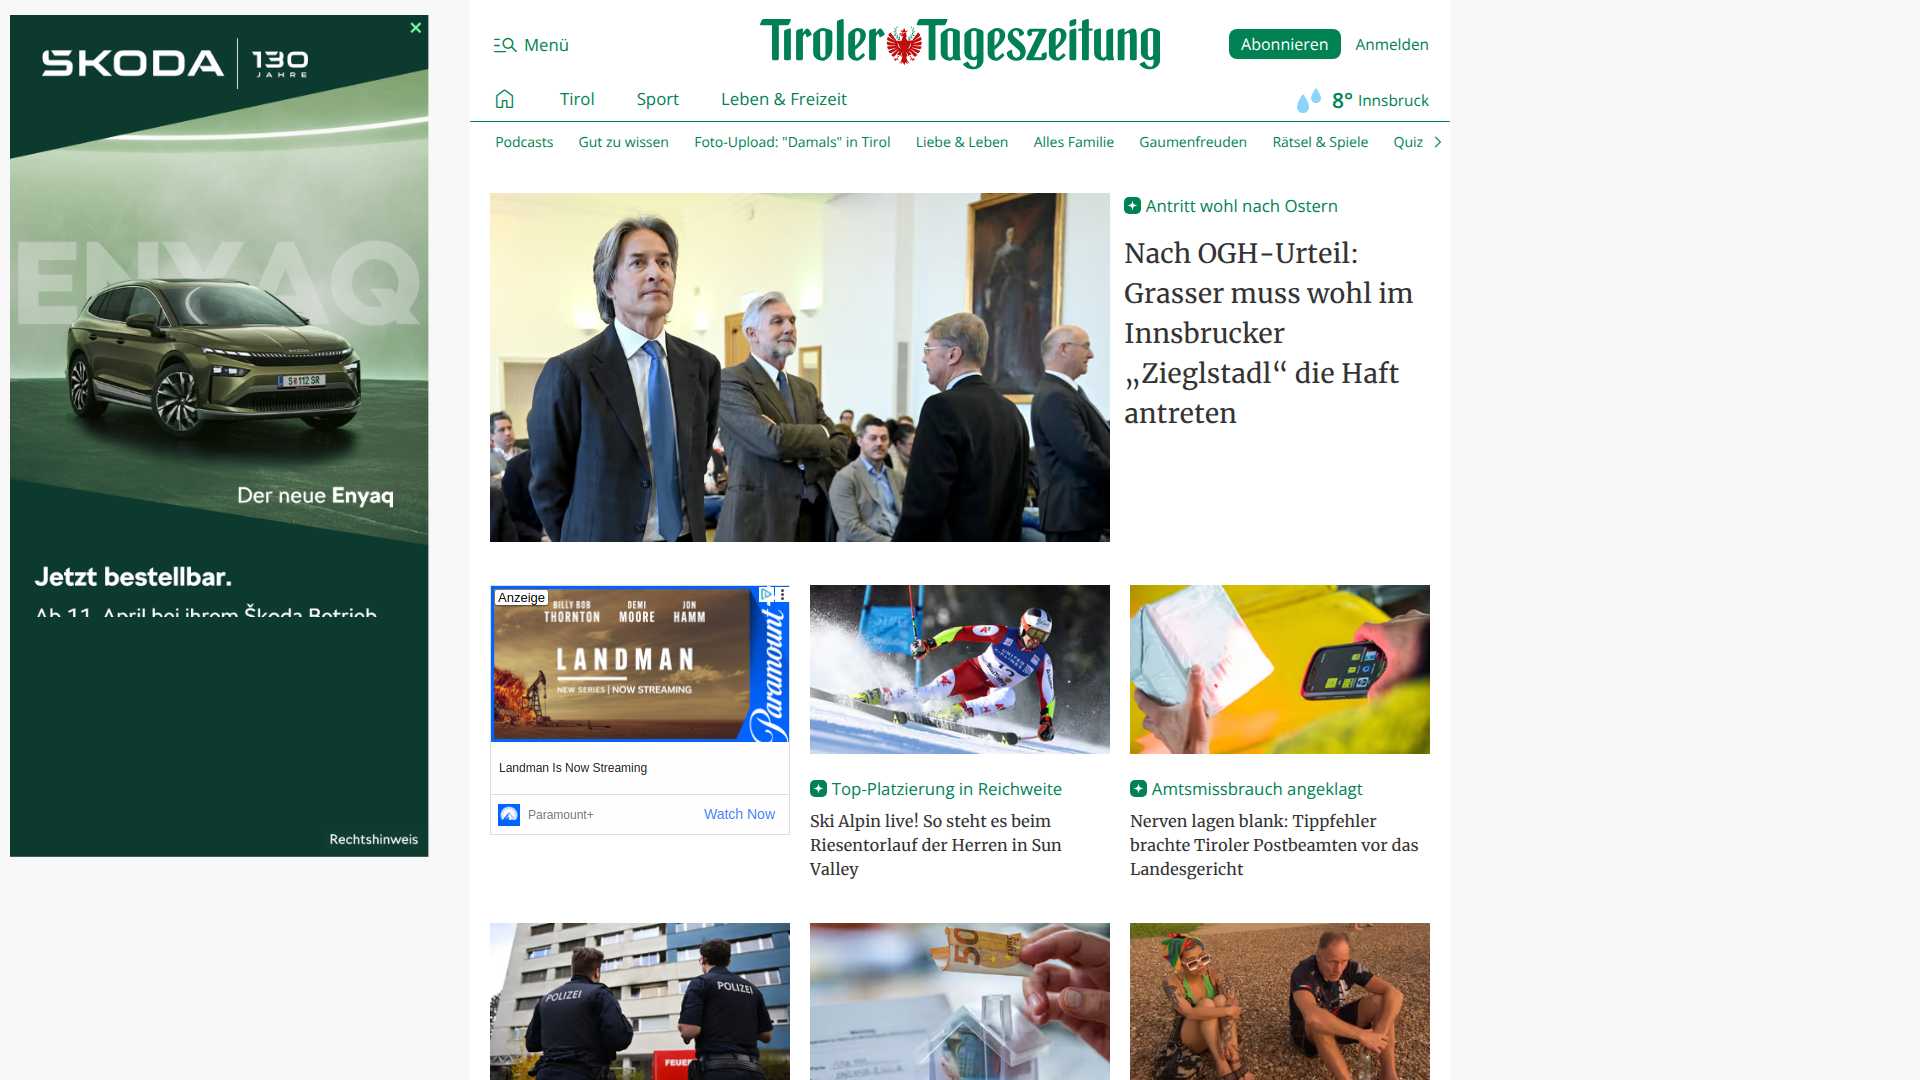 ŠKODA
130
JAHRE
ENYAQ
S 112 SR
Der neue Enyaq
Jetzt bestellbar.
Ab 11. April bei ihrem Škoda Betrieb
Rechtshinweis
Menü
Tiroler Tageszeitung
Abonnieren
Anmelden
Tirol
Sport
Leben & Freizeit
8° Innsbruck
Podcasts
Gut zu wissen
Foto-Upload: "Damals" in Tirol
Liebe & Leben
Alles Familie
Gaumenfreuden
Rätsel & Spiele
Quiz
Antritt wohl nach Ostern
Nach OGH-Urteil:
Grasser muss wohl im
Innsbrucker
„Zieglstadl“ die Haft
antreten
Anzeige
BILLY BOB THORNTON
DEMI MOORE
JON HAMM
LANDMAN
NEW SERIES | NOW STREAMING
Paramount+
Landman Is Now Streaming
Paramount+
Watch Now
Top-Platzierung in Reichweite
Ski Alpin live! So steht es beim
Riesentorlauf der Herren in Sun
Valley
Amtsmissbrauch angeklagt
Nerven lagen blank: Tippfehler
brachte Tiroler Postbeamten vor das
Landesgericht
POLIZEI
POLIZEI
FEUER
50